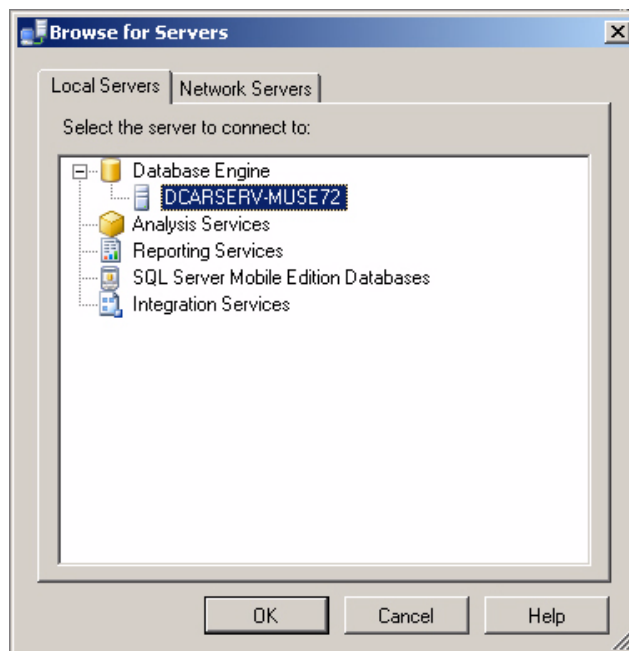 Browse for Servers
Local Servers
Network Servers
Select the server to connect to:
Database Engine
DCARSERV-MUSE72
Analysis Services
Reporting Services
SQL Server Mobile Edition Databases
Integration Services
OK
Cancel
Help